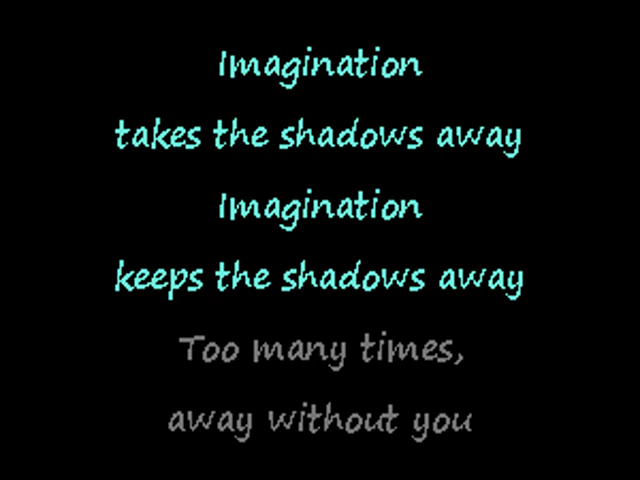 Imagination
takes the shadows away
Imagination
keeps the shadows away
Too many times,
away without you